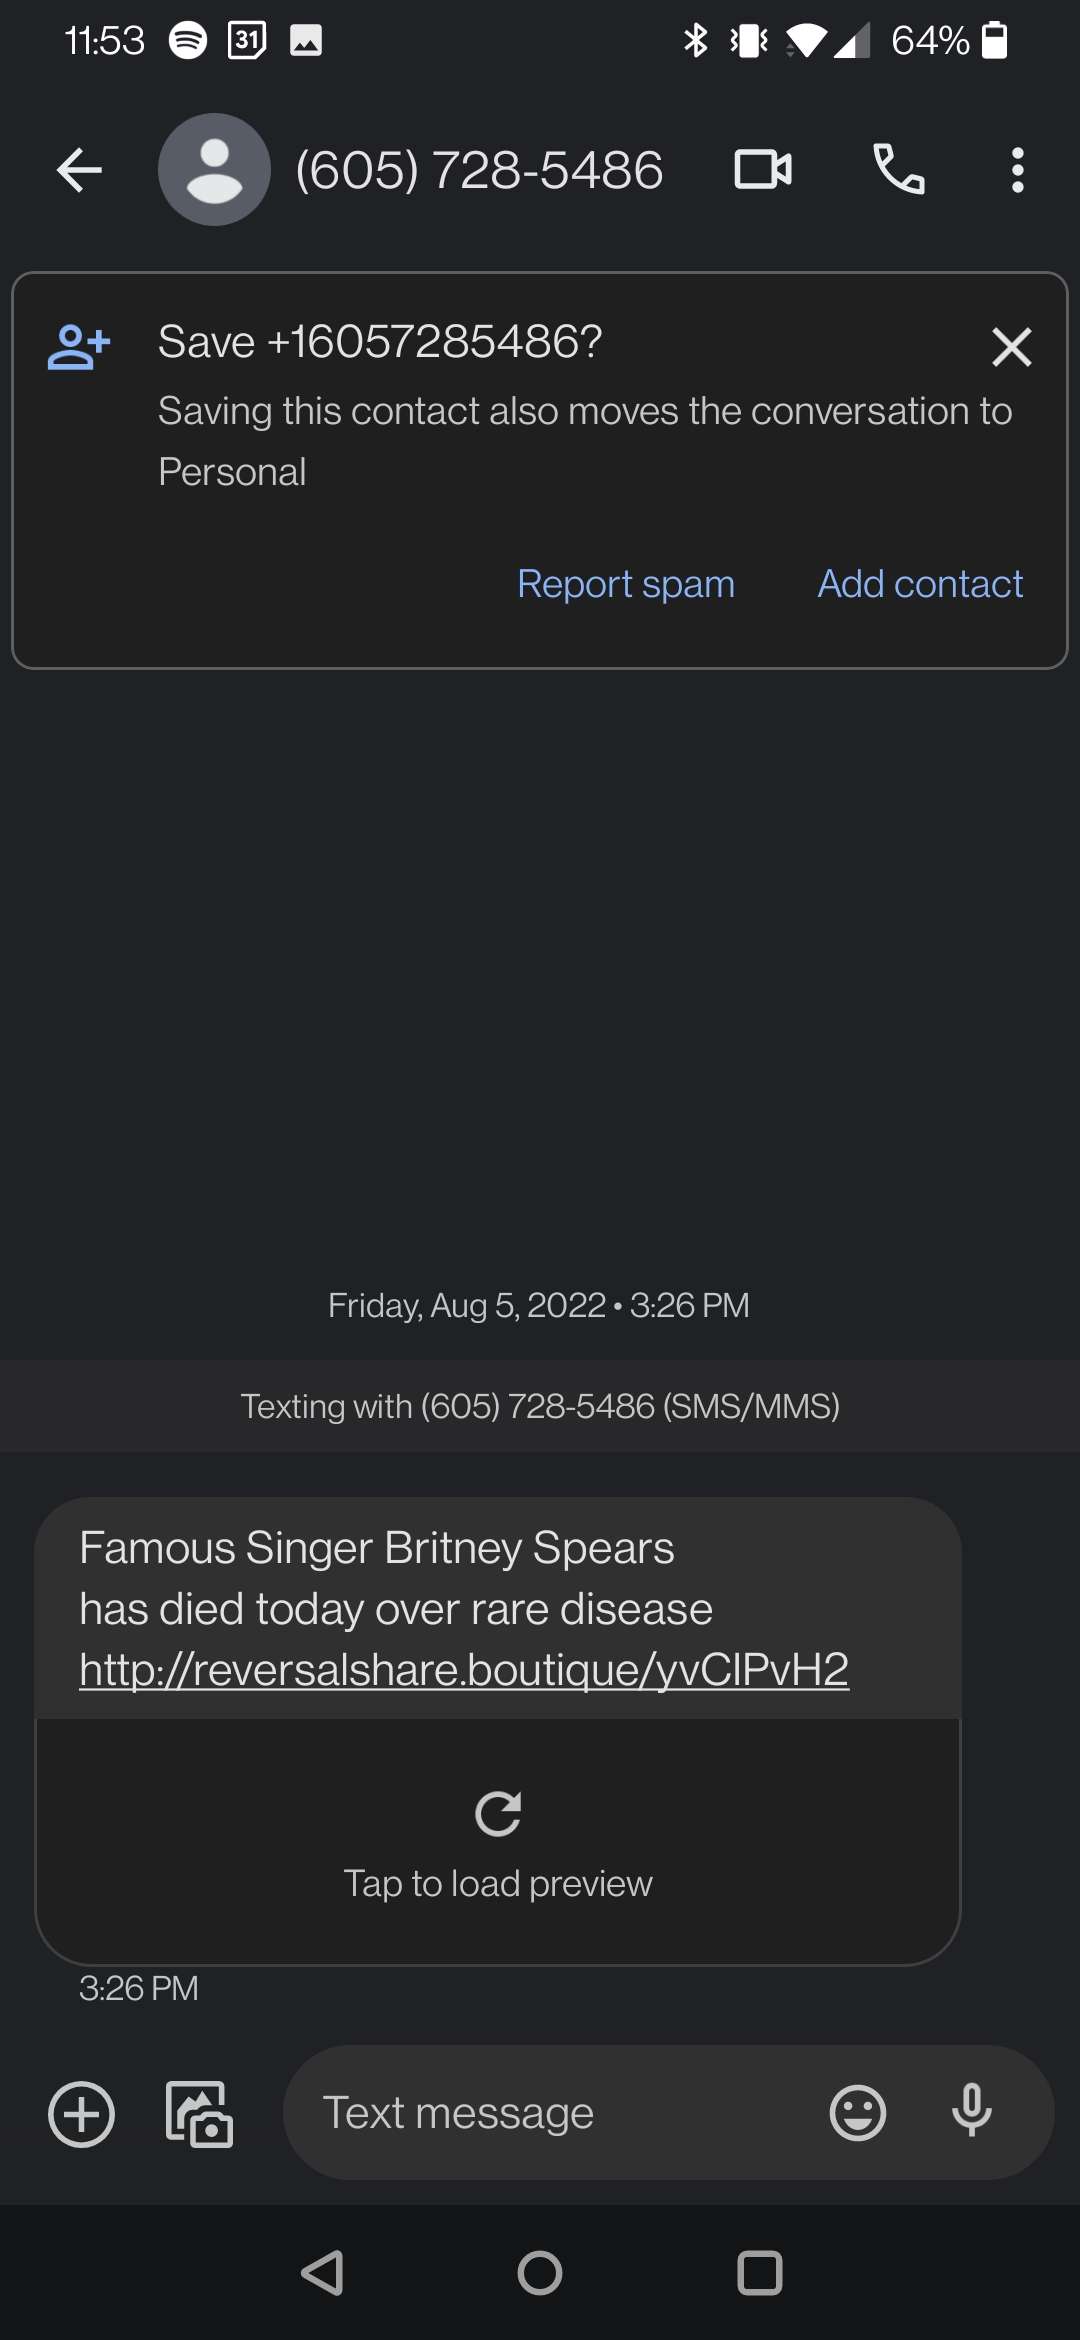 11:53
31
64%
(605) 728-5486
Save +16057285486?
Saving this contact also moves the conversation to
Personal
Report spam
Add contact
Friday, Aug 5, 2022 • 3:26 PM
Texting with (605) 728-5486 (SMS/MMS)
Famous Singer Britney Spears
has died today over rare disease
http://reversalshare.boutique/yvCIPvH2
Tap to load preview
3:26 PM
Text message